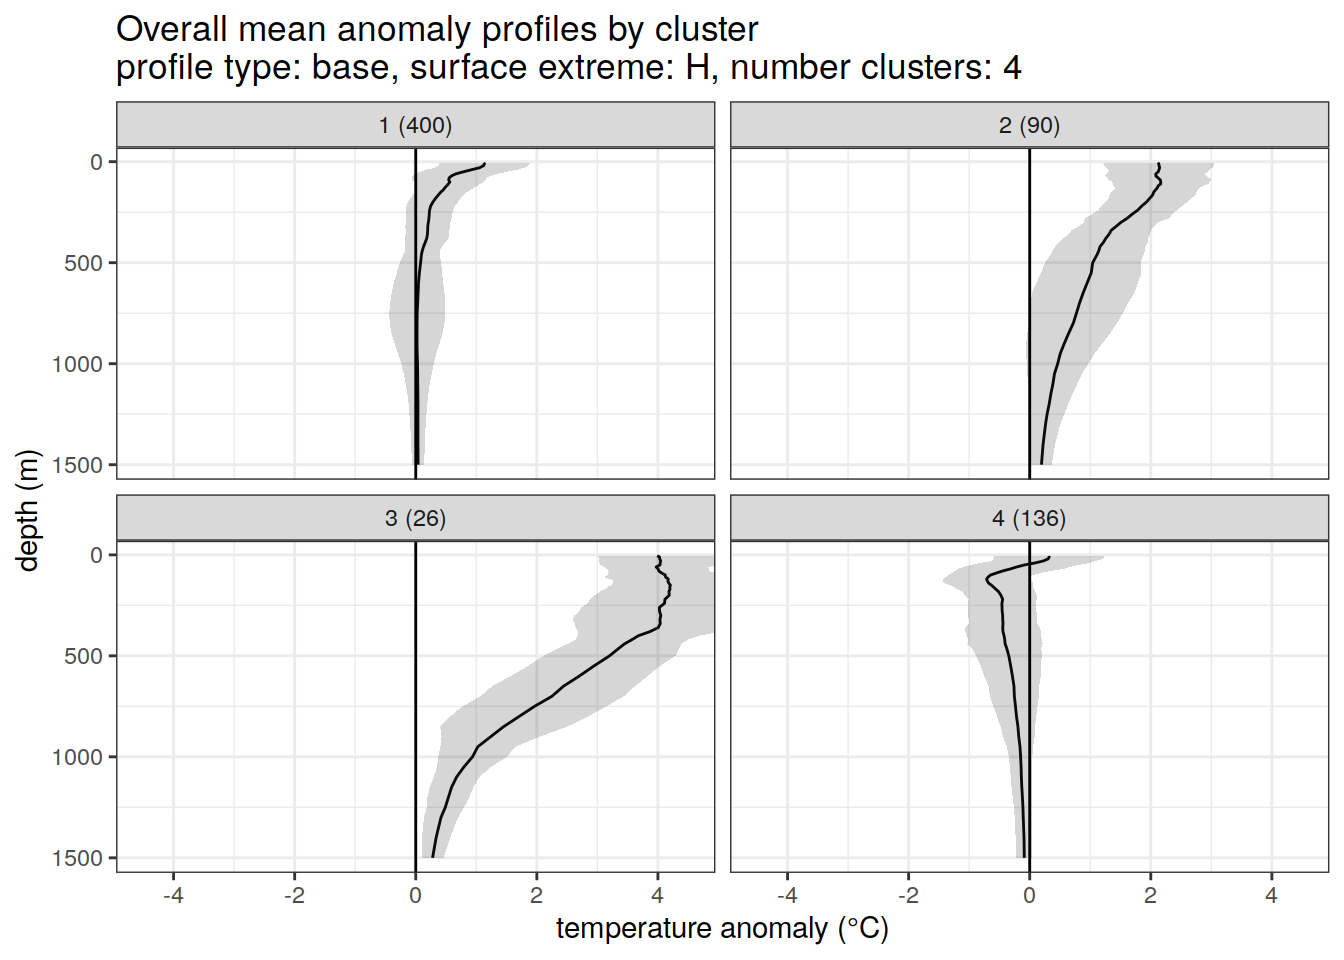 Overall mean anomaly profiles by cluster
profile type: base, surface extreme: H, number clusters: 4
1 (400)
2 (90)
0
500
1000
1500
3 (26)
4 (136)
0
500
1000
1500
depth (m)
-4 -2 0 2 4
-4 -2 0 2 4
temperature anomaly (°C)